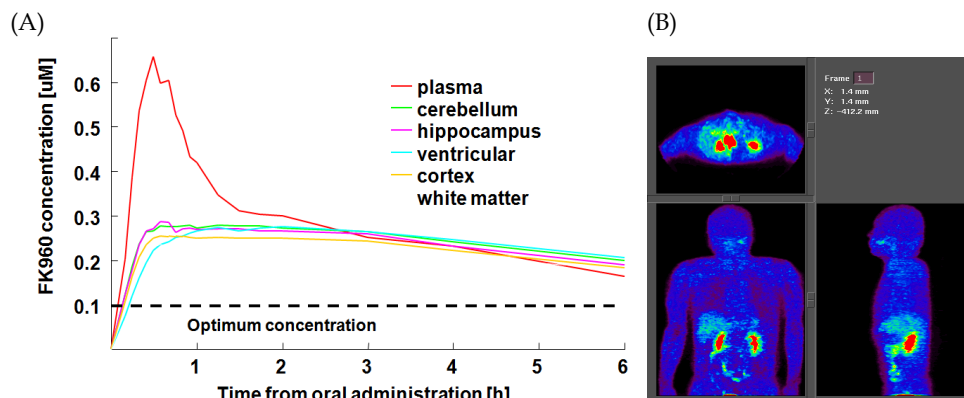 (A)
(B)
FK960 concentration [uM]
0.6
0.5
0.4
0.3
0.2
0.1
plasma
cerebellum
hippocampus
ventricular
cortex
white matter
Optimum concentration
1
2
3
4
5
6
Time from oral administration [h]
Frame 1
X: 1.4 mm
Y: 1.4 mm
Z: -412.2 mm